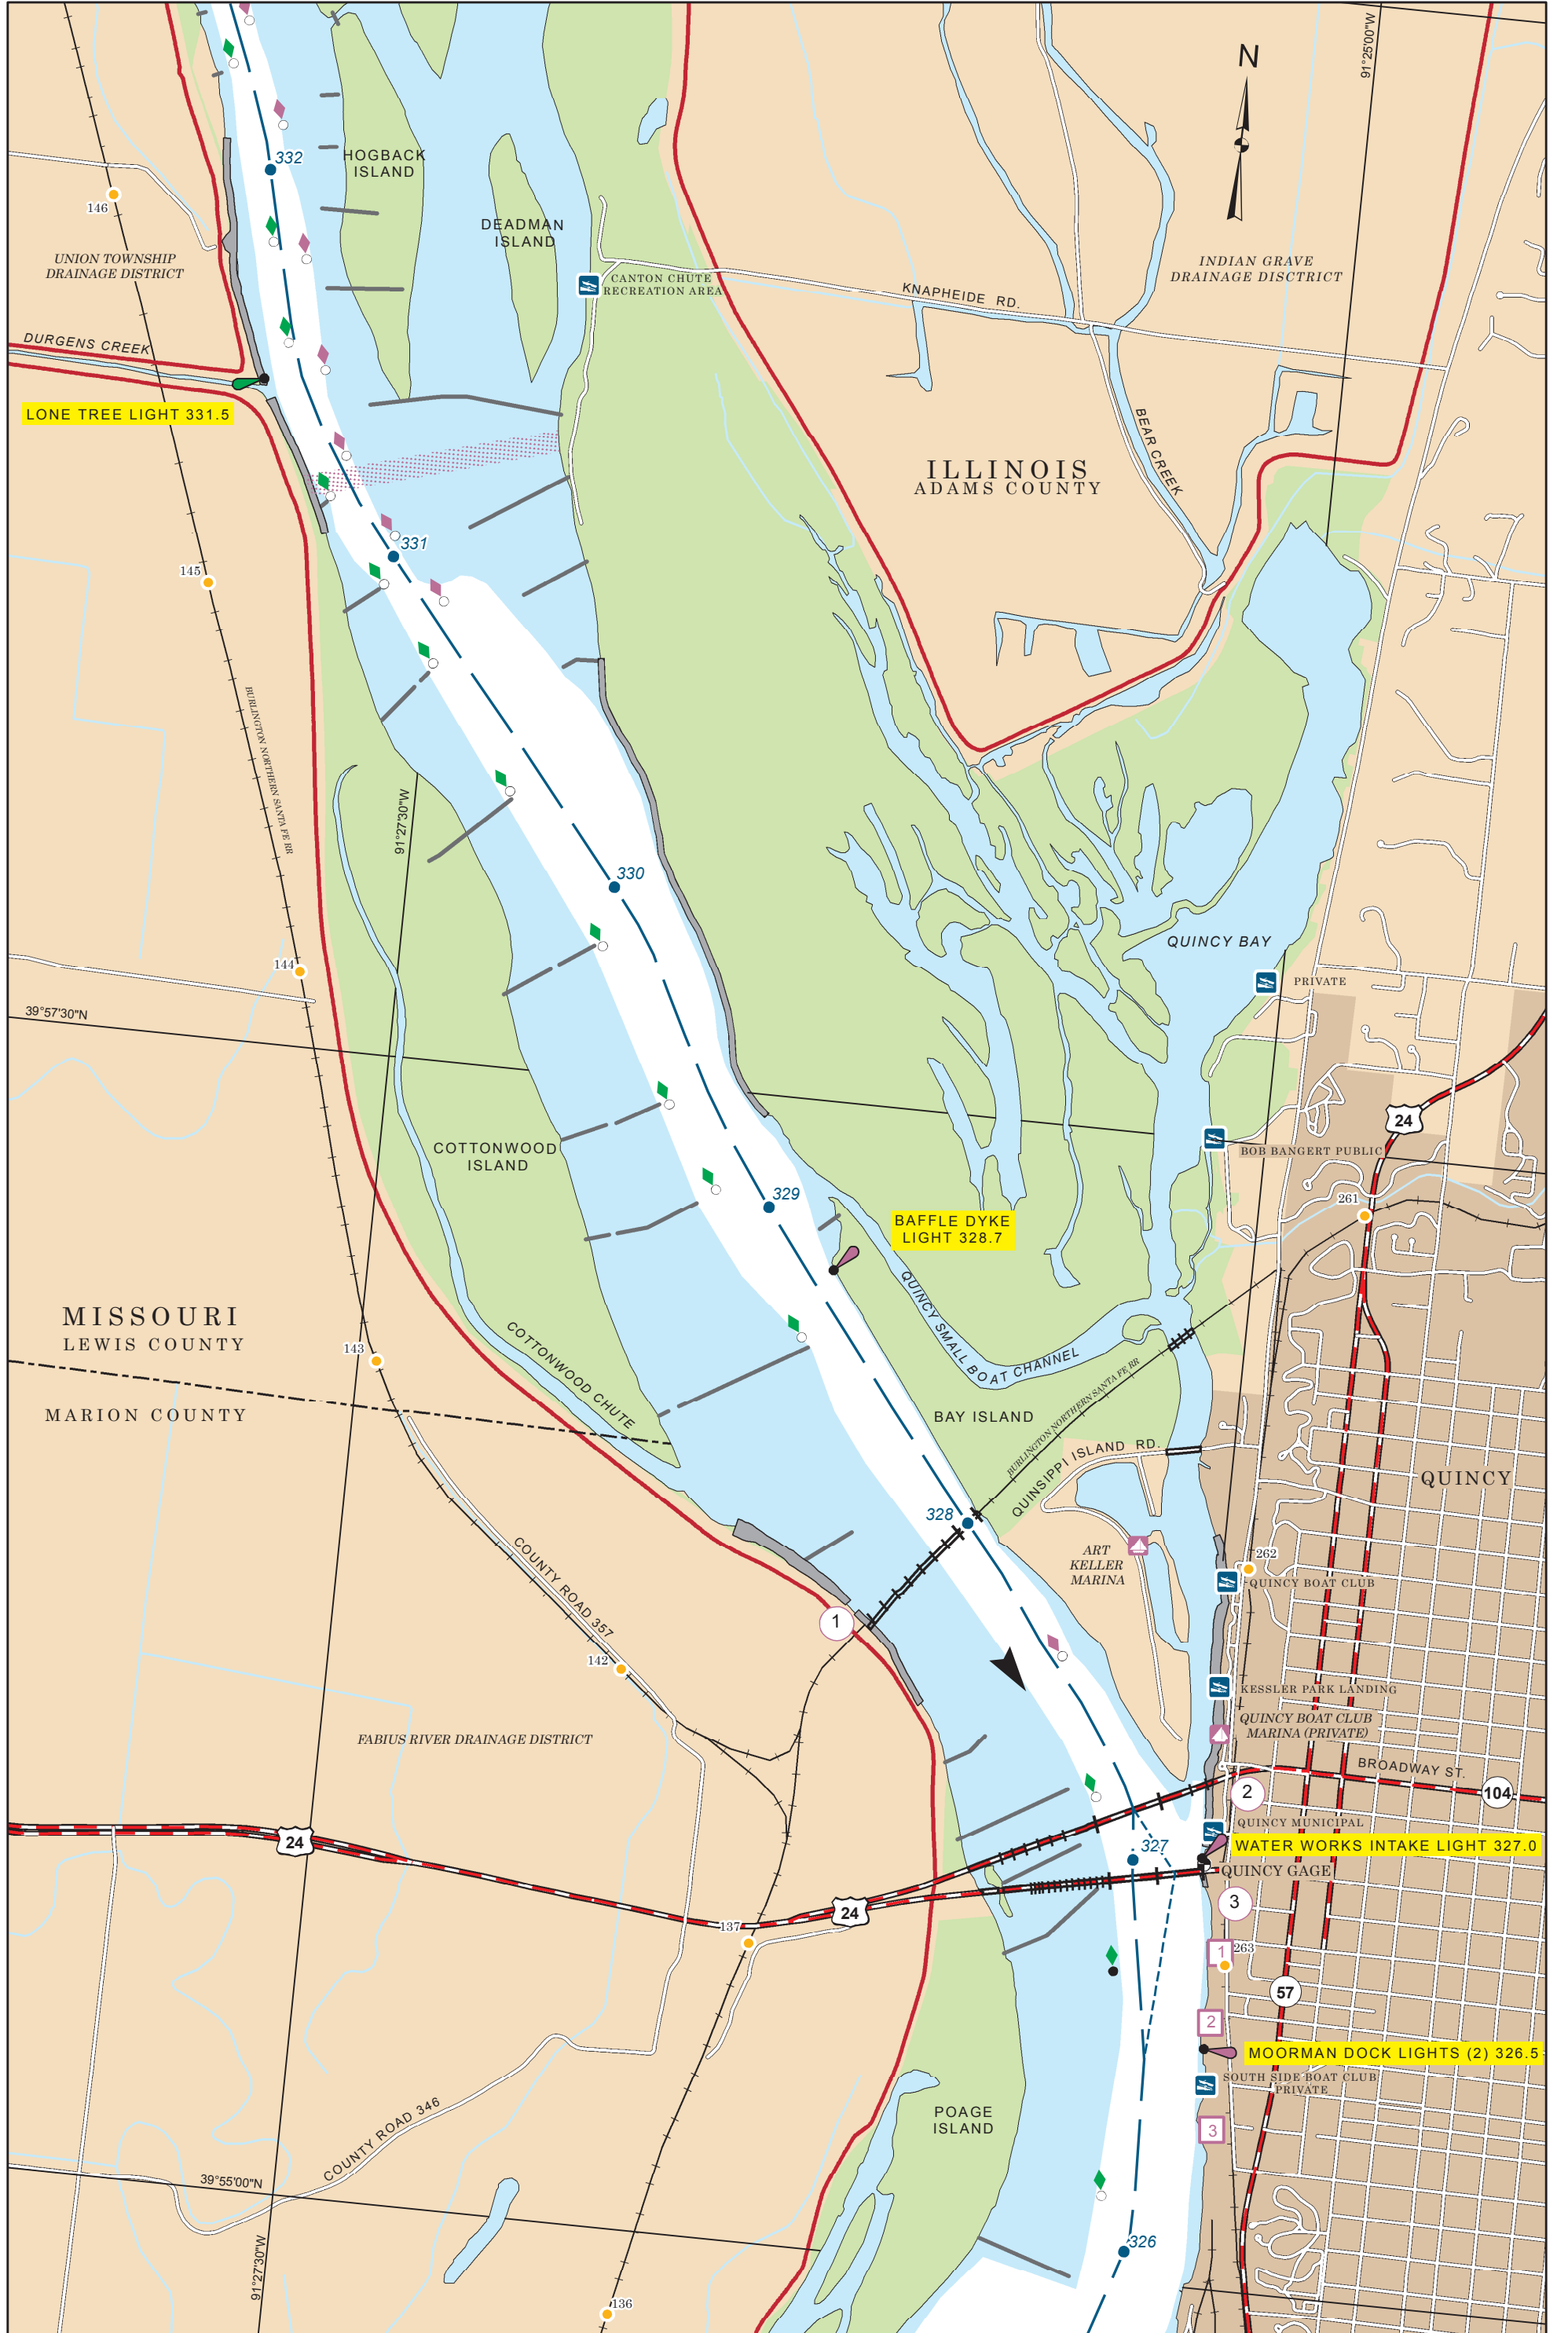 N
91°25'00"W
332
HOGBACK
ISLAND
146
DEADMAN
ISLAND
UNION TOWNSHIP
DRAINAGE DISTRICT
INDIAN GRAVE
DRAINAGE DISCTRICT
CANTON CHUTE
RECREATION AREA
KNAPHEIDE RD.
DURGENS CREEK
LONE TREE LIGHT 331.5
BEAR CREEK
ILLINOIS
ADAMS COUNTY
331
145
BURLINGTON NORTHERN SANTA FE RR
91°27'30"W
330
QUINCY BAY
144
PRIVATE
39°57'30"N
24
COTTONWOOD
ISLAND
BOB BANGERT PUBLIC
329
261
BAFFLE DYKE
LIGHT 328.7
QUINCY SMALL BOAT CHANNEL
MISSOURI
LEWIS COUNTY
143
COTTONWOOD CHUTE
MARION COUNTY
BAY ISLAND
BURLINGTON NORTHERN SANTA FE RR
QUINSIPPI ISLAND RD.
QUINCY
328
COUNTY ROAD 357
ART
KELLER
MARINA
262
QUINCY BOAT CLUB
1
142
KESSLER PARK LANDING
QUINCY BOAT CLUB
MARINA (PRIVATE)
FABIUS RIVER DRAINAGE DISTRICT
BROADWAY ST.
2
104
QUINCY MUNICIPAL
24
327
WATER WORKS INTAKE LIGHT 327.0
QUINCY GAGE
3
24
137
1
263
57
2
MOORMAN DOCK LIGHTS (2) 326.5
SOUTH SIDE BOAT CLUB
PRIVATE
POAGE
ISLAND
3
COUNTY ROAD 346
39°55'00"N
91°27'30"W
326
136